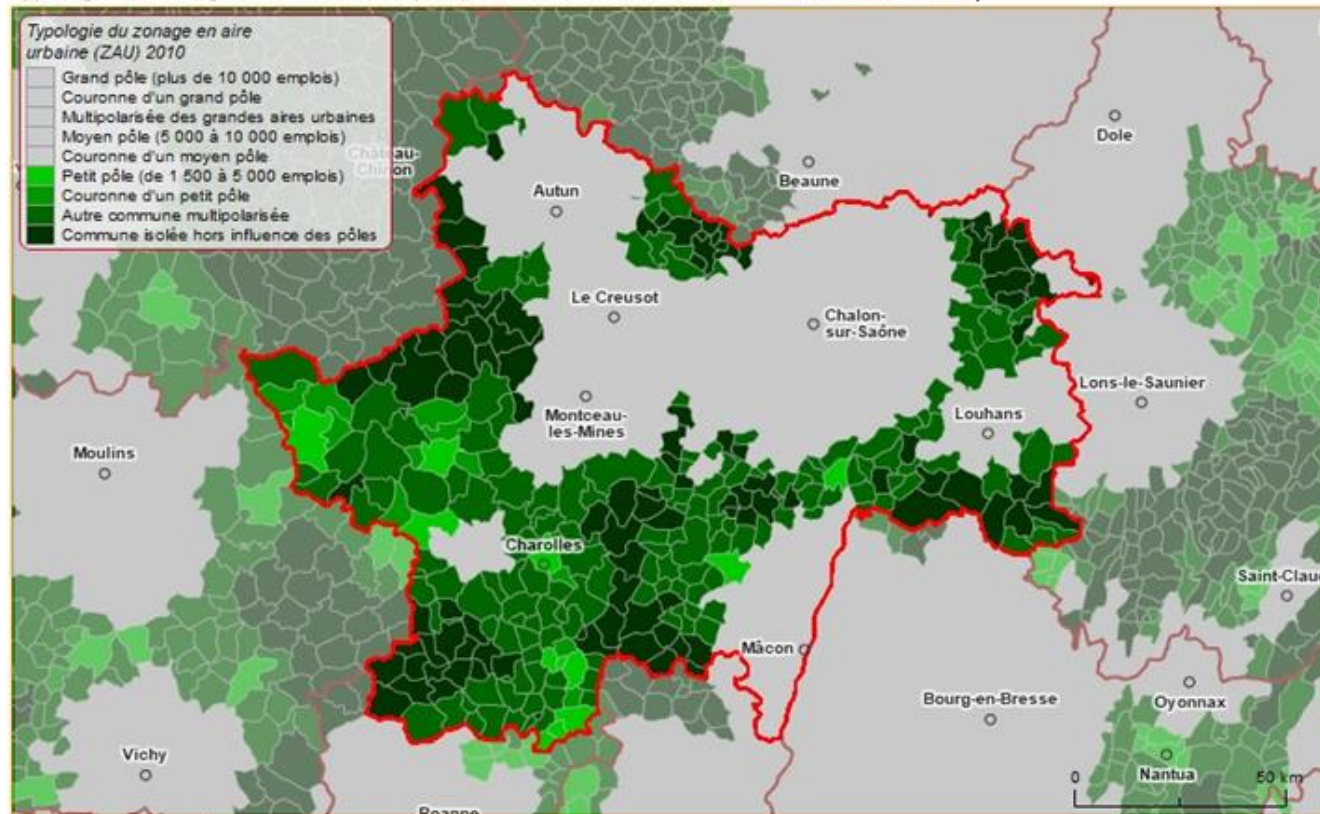 Typologie du zonage en aire
urbaine (ZAU) 2010
Grand pôle (plus de 10 000 emplois)
Couronne d'un grand pôle
Multipolarisée des grandes aires urbaines
Moyen pôle (5 000 à 10 000 emplois)
Couronne d'un moyen pôle
Petit pôle (de 1 500 à 5 000 emplois)
Couronne d'un petit pôle
Autre commune multipolarisée
Commune isolée hors influence des pôles
Château-
Chinon
Dole
Beaune
Autun
Le Creusot
Chalon-
sur-Saône
Lons-le-Saunier
Montceau-
les-Mines
Louhans
Moulins
Charolles
Saint-Claud
Mâcon
Oyonnax
Bourg-en-Bresse
Vichy
Nantua
0 50 km
Roanne